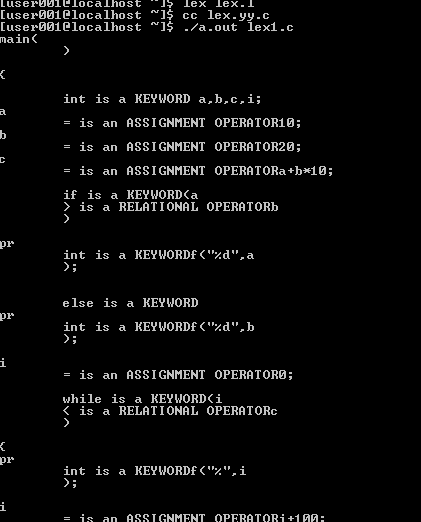 [user001@localhost ~]$ lex lex.l
[user001@localhost ~]$ cc lex.yy.c
[user001@localhost ~]$ ./a.out lex1.c
main(
)
{
int is a KEYWORD a,b,c,i;
a
= is an ASSIGNMENT OPERATOR10;
b
= is an ASSIGNMENT OPERATOR20;
c
= is an ASSIGNMENT OPERATORa+b*10;
if is a KEYWORD(a
> is a RELATIONAL OPERATORb
)
pr
int is a KEYWORDf("%d",a
);
else is a KEYWORD
pr
int is a KEYWORDf("%d",b
);
i
= is an ASSIGNMENT OPERATOR0;
while is a KEYWORD(i
< is a RELATIONAL OPERATORc
)
{
pr
int is a KEYWORDf("%",i
);
i
= is an ASSIGNMENT OPERATORi+100;